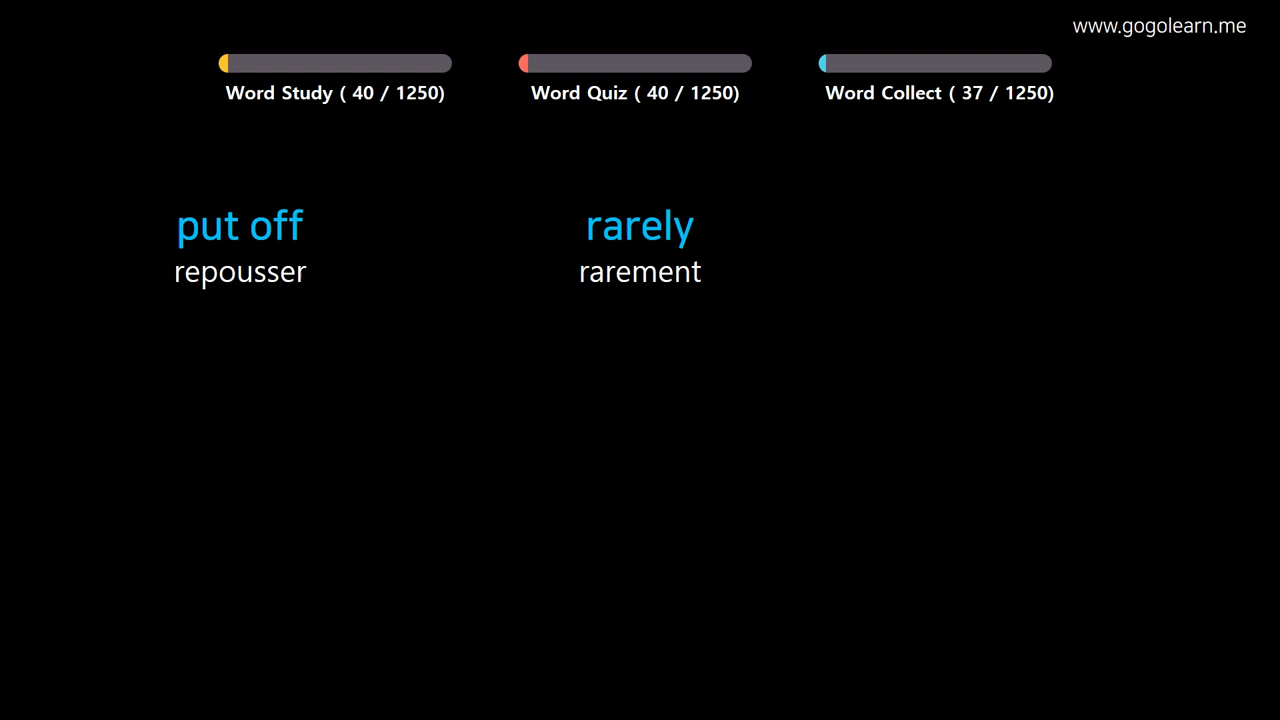 www.gogolearn.me
Word Study ( 40 / 1250)
Word Quiz ( 40 / 1250)
Word Collect ( 37 / 1250)
put off
repousser
rarely
rarement